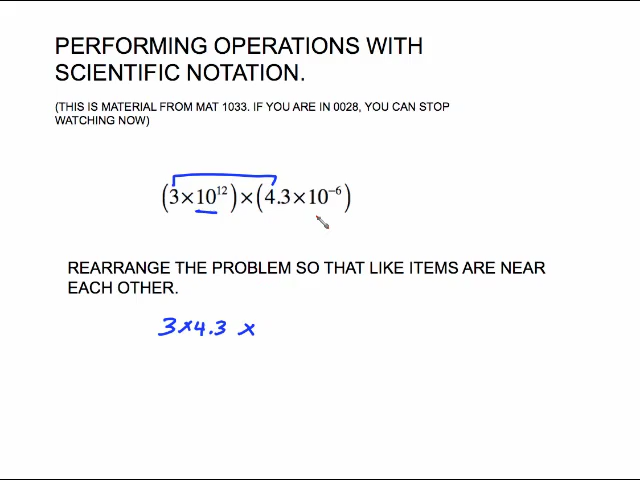 PERFORMING OPERATIONS WITH
SCIENTIFIC NOTATION.
(THIS IS MATERIAL FROM MAT 1033. IF YOU ARE IN 0028, YOU CAN STOP
WATCHING NOW)
(3×10¹²)×(4.3×10⁻⁶)
REARRANGE THE PROBLEM SO THAT LIKE ITEMS ARE NEAR
EACH OTHER.
3×4.3 ×